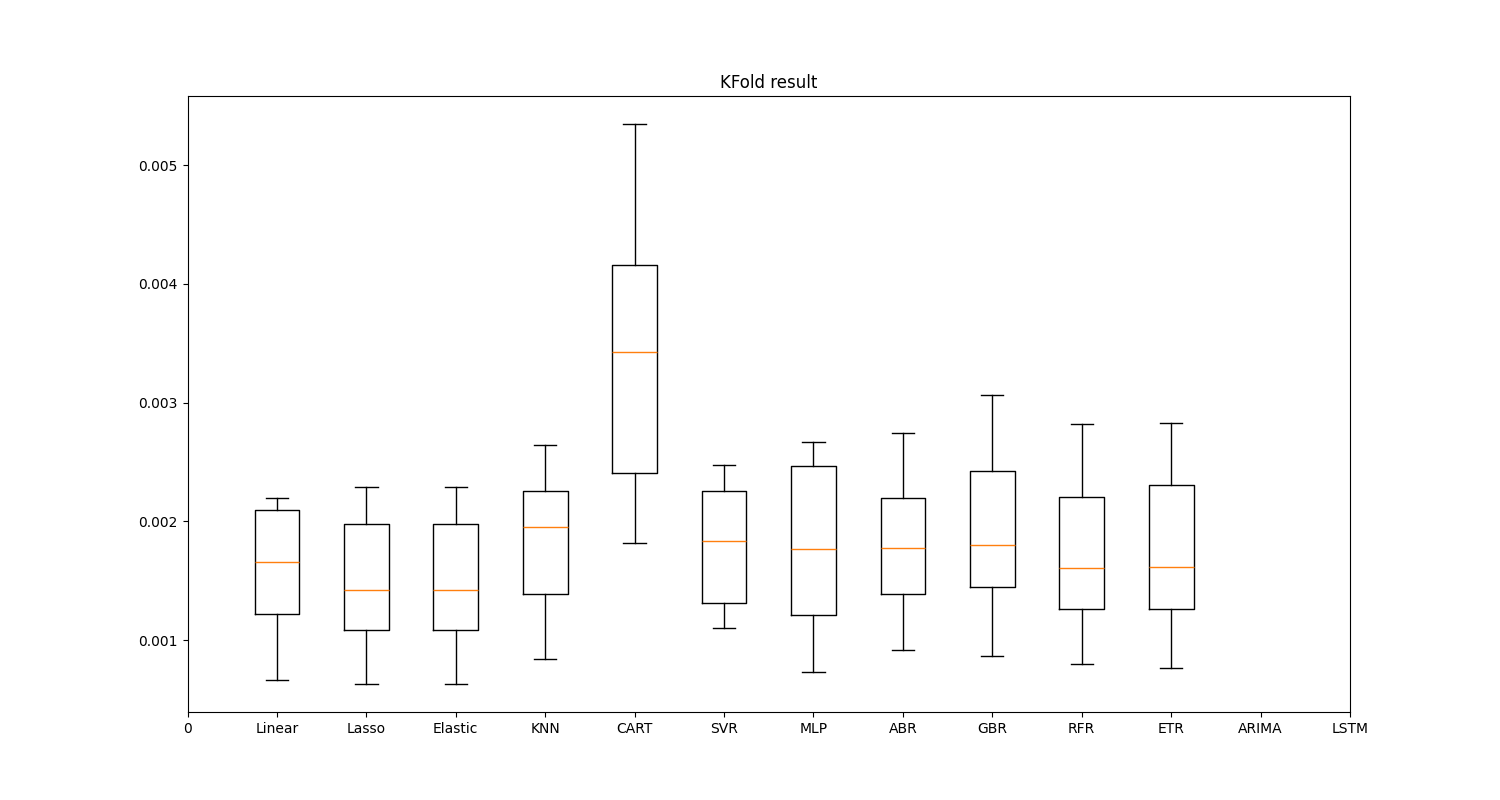 KFold result
0.005
0.004
0.003
0.002
0.001
0 Linear Lasso Elastic KNN CART SVR MLP ABR GBR RFR ETR ARIMA LSTM